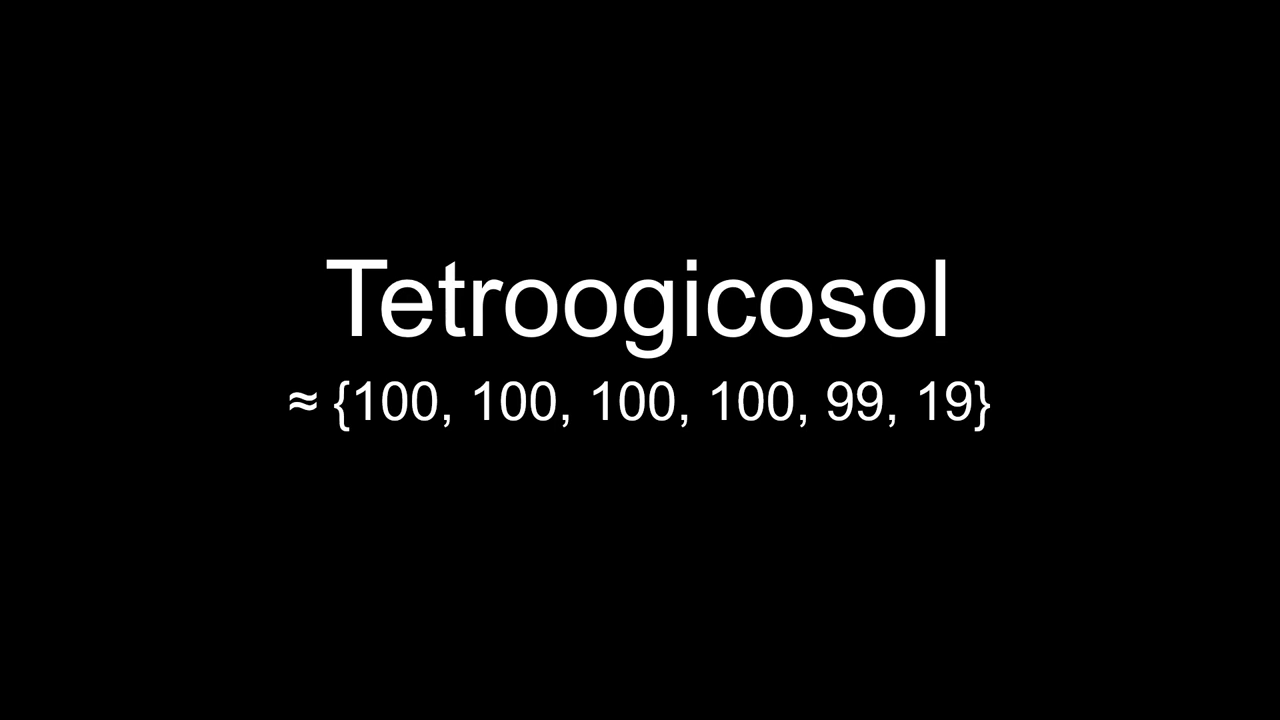 Tetroogicosol
≈ {100, 100, 100, 100, 99, 19}